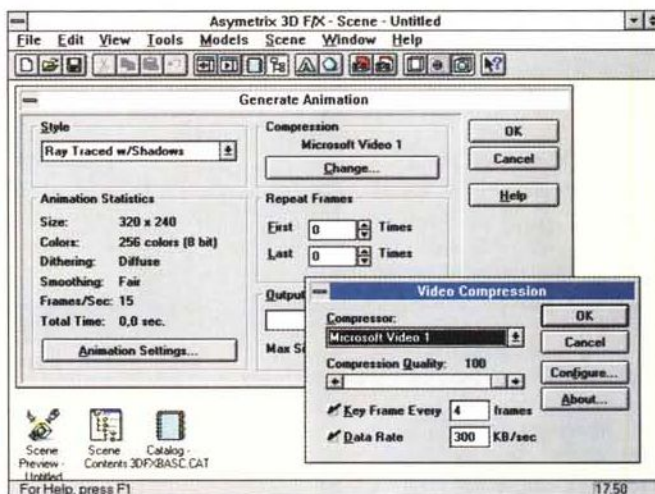 Asymetrix 3D F/X - Scene - Untitled
File Edit View Tools Models Scene Window Help
Generate Animation
Style
Ray Traced w/Shadows
Compression
Microsoft Video 1
Change...
OK
Cancel
Help
Animation Statistics
Size: 320 x 240
Colors: 256 colors (8 bit)
Dithering: Diffuse
Smoothing: Fair
Frames/Sec: 15
Total Time: 0,0 sec.
Animation Settings...
Repeat Frames
First 0 Times
Last 0 Times
Output
Max
Video Compression
Compressor:
Microsoft Video 1
Compression Quality: 100
Key Frame Every 4 frames
Data Rate 300 KB/sec
OK
Cancel
Configure...
About...
Scene Preview - Untitled
Scene Contents
Catalog - 3DFXBASC.CAT
For Help, press F1
17.50